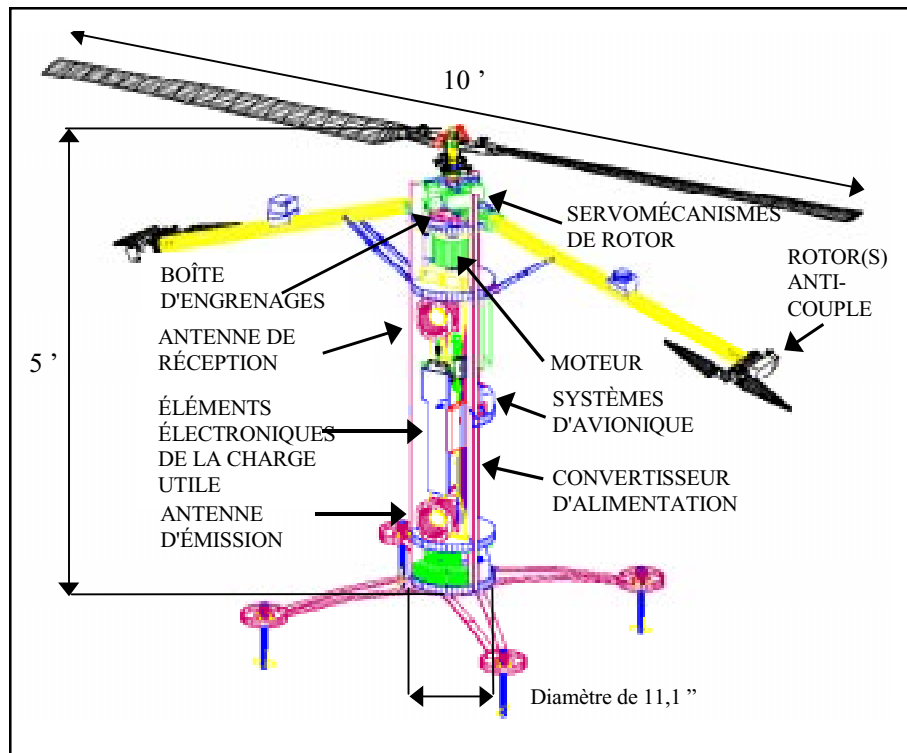 10 ’
SERVOMÉCANISMES
DE ROTOR
ROTOR(S)
ANTI-
COUPLE
BOÎTE
D'ENGRENAGES
ANTENNE DE
RÉCEPTION
5 ’
MOTEUR
ÉLÉMENTS
ÉLECTRONIQUES
DE LA CHARGE
UTILE
SYSTÈMES
D'AVIONIQUE
CONVERTISSEUR
D'ALIMENTATION
ANTENNE
D'ÉMISSION
Diamètre de 11,1 ”